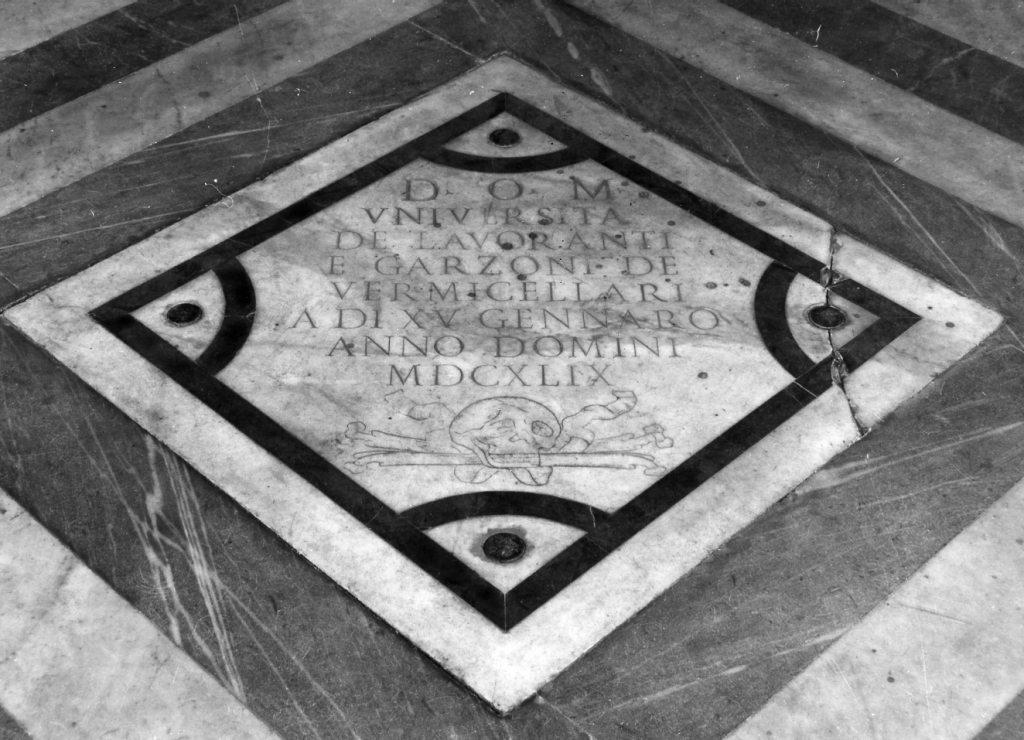 D. O. M
VNIVERSITA
DE LAVORANTI
E GARZONI DE
VERMICELLARI
A DI XV GENNARO
ANNO DOMINI
MDCXLIX